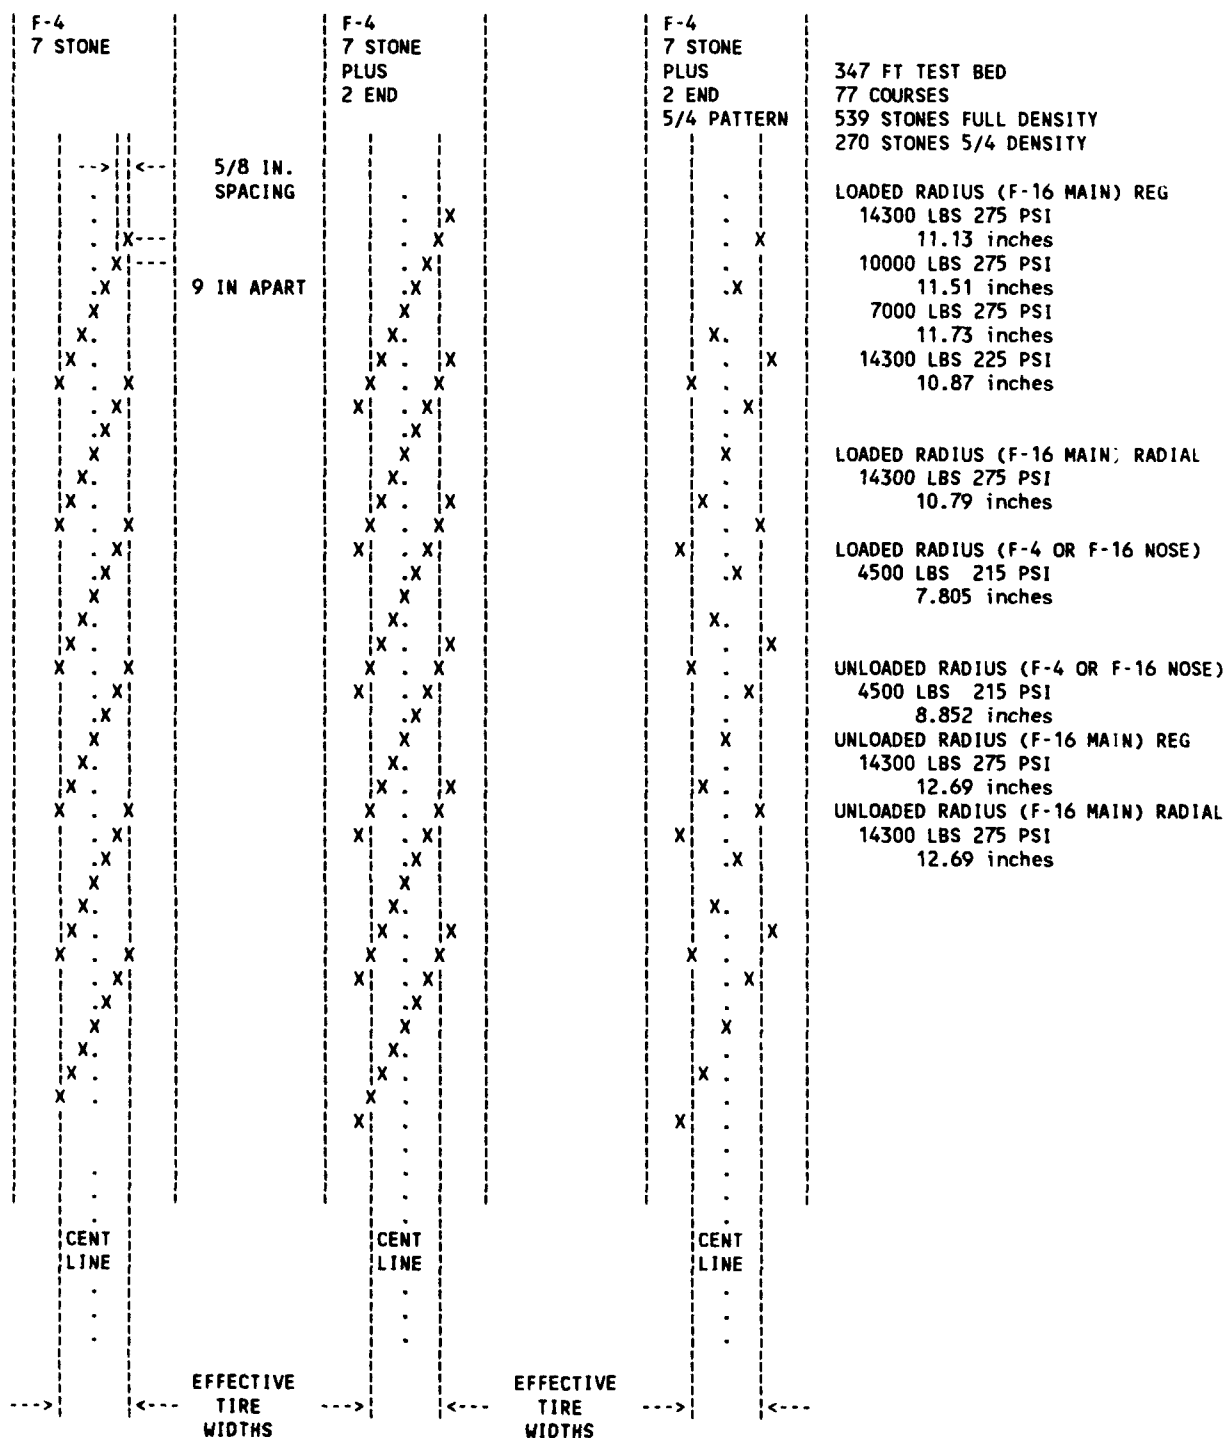 F-4
7 STONE
F-4
7 STONE
PLUS
2 END
F-4
7 STONE
PLUS
2 END
5/4 PATTERN
347 FT TEST BED
77 COURSES
539 STONES FULL DENSITY
270 STONES 5/4 DENSITY
5/8 IN.
SPACING
9 IN APART
LOADED RADIUS (F-16 MAIN) REG
14300 LBS 275 PSI
11.13 inches
10000 LBS 275 PSI
11.51 inches
7000 LBS 275 PSI
11.73 inches
14300 LBS 225 PSI
10.87 inches
LOADED RADIUS (F-16 MAIN) RADIAL
14300 LBS 275 PSI
10.79 inches
LOADED RADIUS (F-4 OR F-16 NOSE)
4500 LBS 215 PSI
7.805 inches
UNLOADED RADIUS (F-4 OR F-16 NOSE)
4500 LBS 215 PSI
8.852 inches
UNLOADED RADIUS (F-16 MAIN) REG
14300 LBS 275 PSI
12.69 inches
UNLOADED RADIUS (F-16 MAIN) RADIAL
14300 LBS 275 PSI
12.69 inches
CENT
LINE
CENT
LINE
CENT
LINE
EFFECTIVE
TIRE
WIDTHS
EFFECTIVE
TIRE
WIDTHS